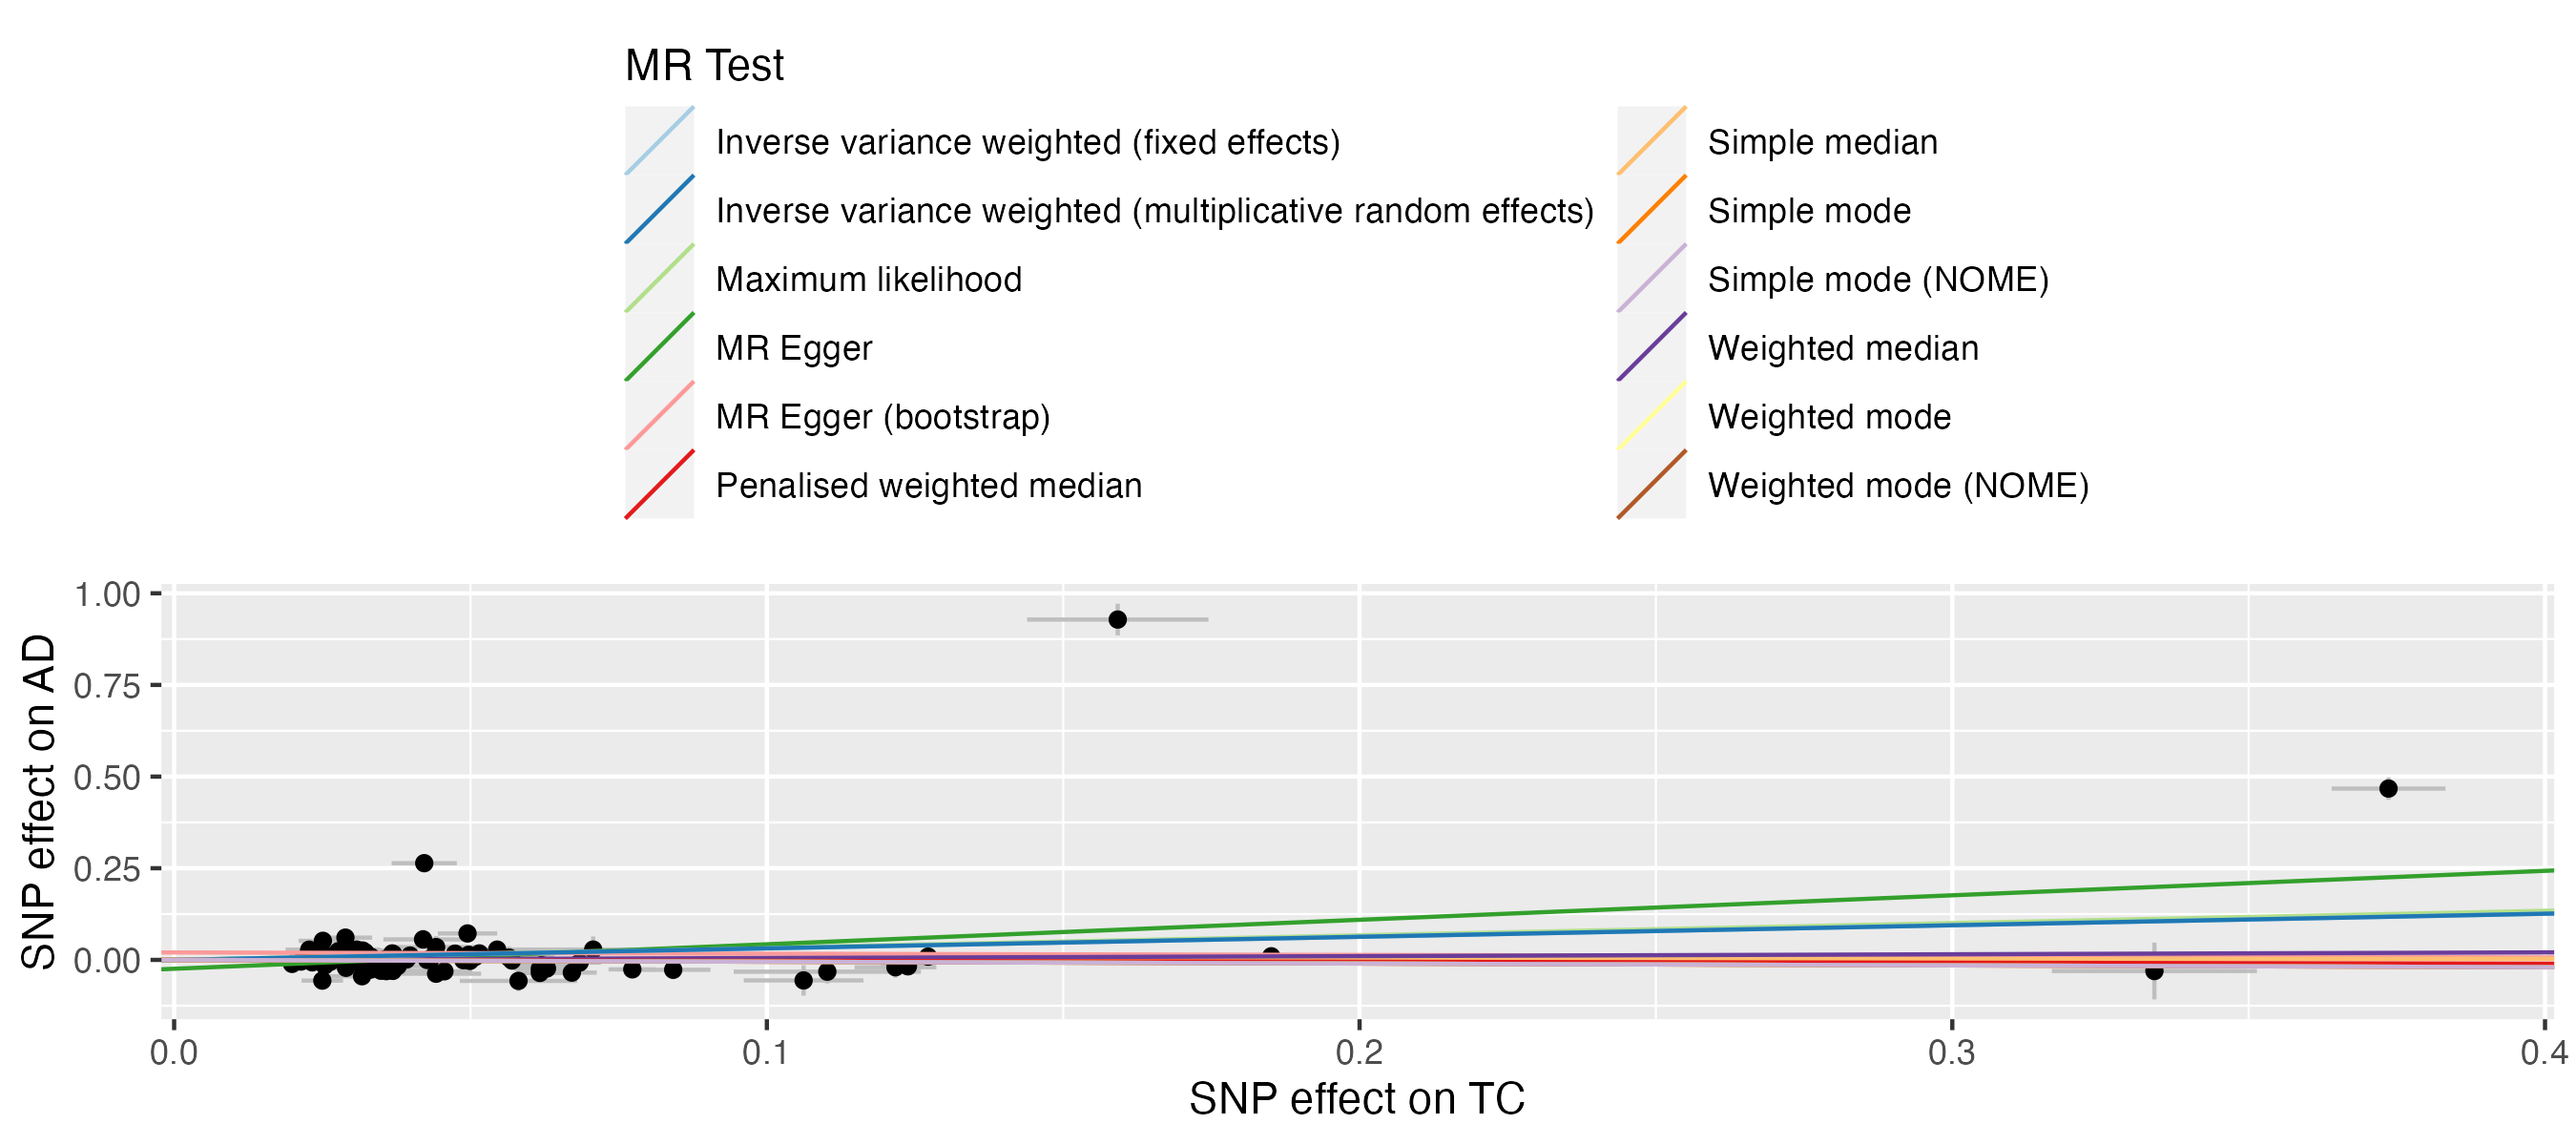 MR Test
Inverse variance weighted (fixed effects)
Inverse variance weighted (multiplicative random effects)
Maximum likelihood
MR Egger
MR Egger (bootstrap)
Penalised weighted median
Simple median
Simple mode
Simple mode (NOME)
Weighted median
Weighted mode
Weighted mode (NOME)
SNP effect on AD
1.00
0.75
0.50
0.25
0.00
0.0 0.1 0.2 0.3 0.4
SNP effect on TC